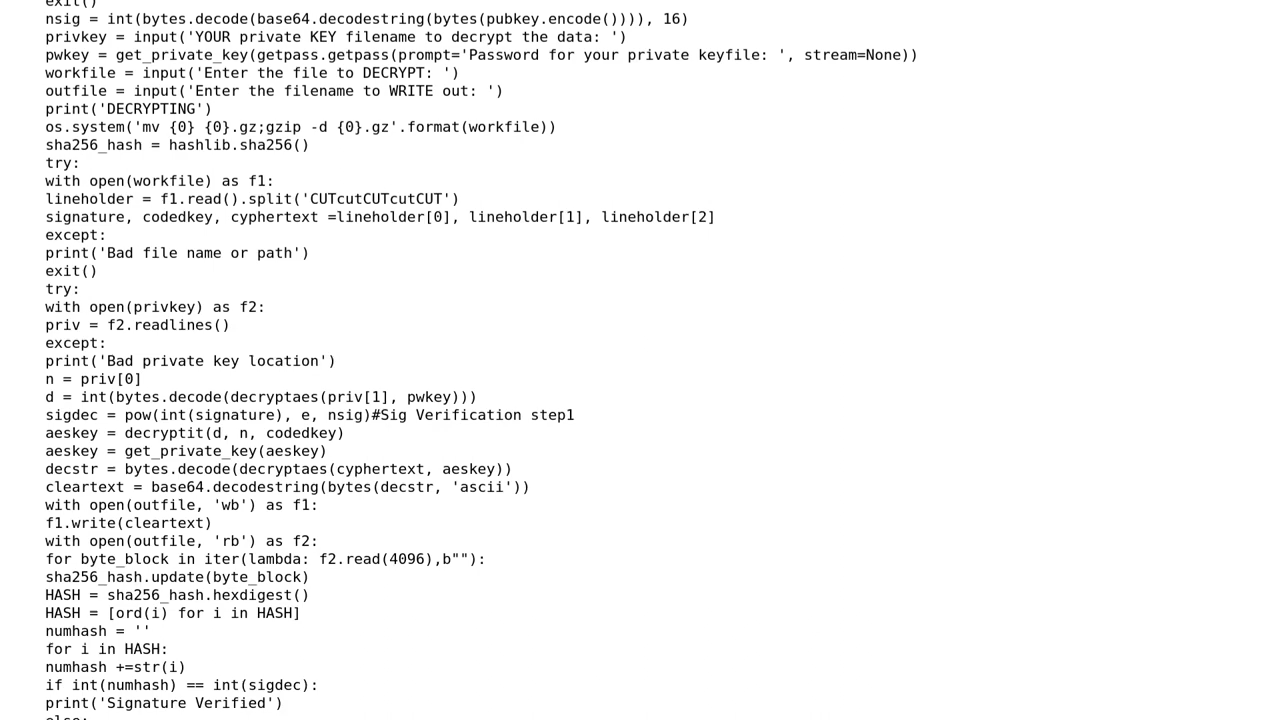 exit()
nsig = int(bytes.decode(base64.decodestring(bytes(pubkey.encode()))), 16)
privkey = input('YOUR private KEY filename to decrypt the data: ')
pwkey = get_private_key(getpass.getpass(prompt='Password for your private keyfile: ', stream=None))
workfile = input('Enter the file to DECRYPT: ')
outfile = input('Enter the filename to WRITE out: ')
print('DECRYPTING')
os.system('mv {0} {0}.gz;gzip -d {0}.gz'.format(workfile))
sha256_hash = hashlib.sha256()
try:
with open(workfile) as f1:
lineholder = f1.read().split('CUTcutCUTcutCUT')
signature, codedkey, cyphertext =lineholder[0], lineholder[1], lineholder[2]
except:
print('Bad file name or path')
exit()
try:
with open(privkey) as f2:
priv = f2.readlines()
except:
print('Bad private key location')
n = priv[0]
d = int(bytes.decode(decryptaes(priv[1], pwkey)))
sigdec = pow(int(signature), e, nsig)#Sig Verification step1
aeskey = decryptit(d, n, codedkey)
aeskey = get_private_key(aeskey)
decstr = bytes.decode(decryptaes(cyphertext, aeskey))
cleartext = base64.decodestring(bytes(decstr, 'ascii'))
with open(outfile, 'wb') as f1:
f1.write(cleartext)
with open(outfile, 'rb') as f2:
for byte_block in iter(lambda: f2.read(4096),b""):
sha256_hash.update(byte_block)
HASH = sha256_hash.hexdigest()
HASH = [ord(i) for i in HASH]
numhash = ''
for i in HASH:
numhash +=str(i)
if int(numhash) == int(sigdec):
print('Signature Verified')
else: